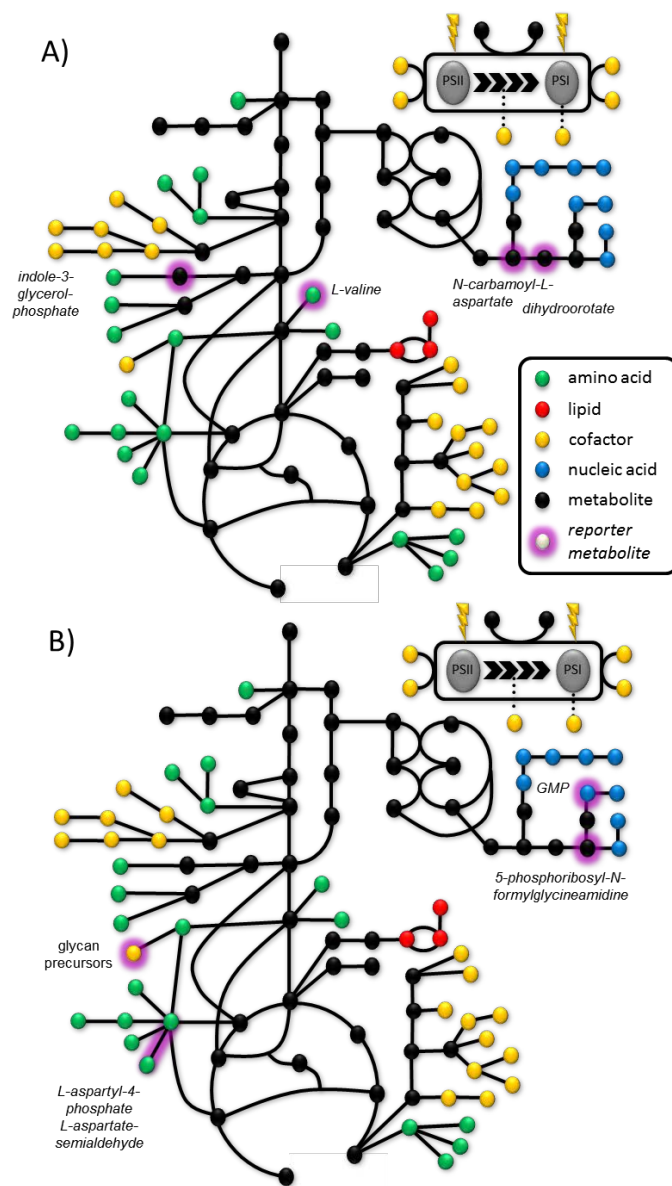 A)
PSII
PSI
indole-3-
glycerol-
phosphate
L-valine
N-carbamoyl-L-
aspartate
dihydroorotate
amino acid
lipid
cofactor
nucleic acid
metabolite
reporter
metabolite
B)
PSII
PSI
GMP
5-phosphoribosyl-N-
formylglycineamidine
glycan
precursors
L-aspartyl-4-
phosphate
L-aspartate-
semialdehyde